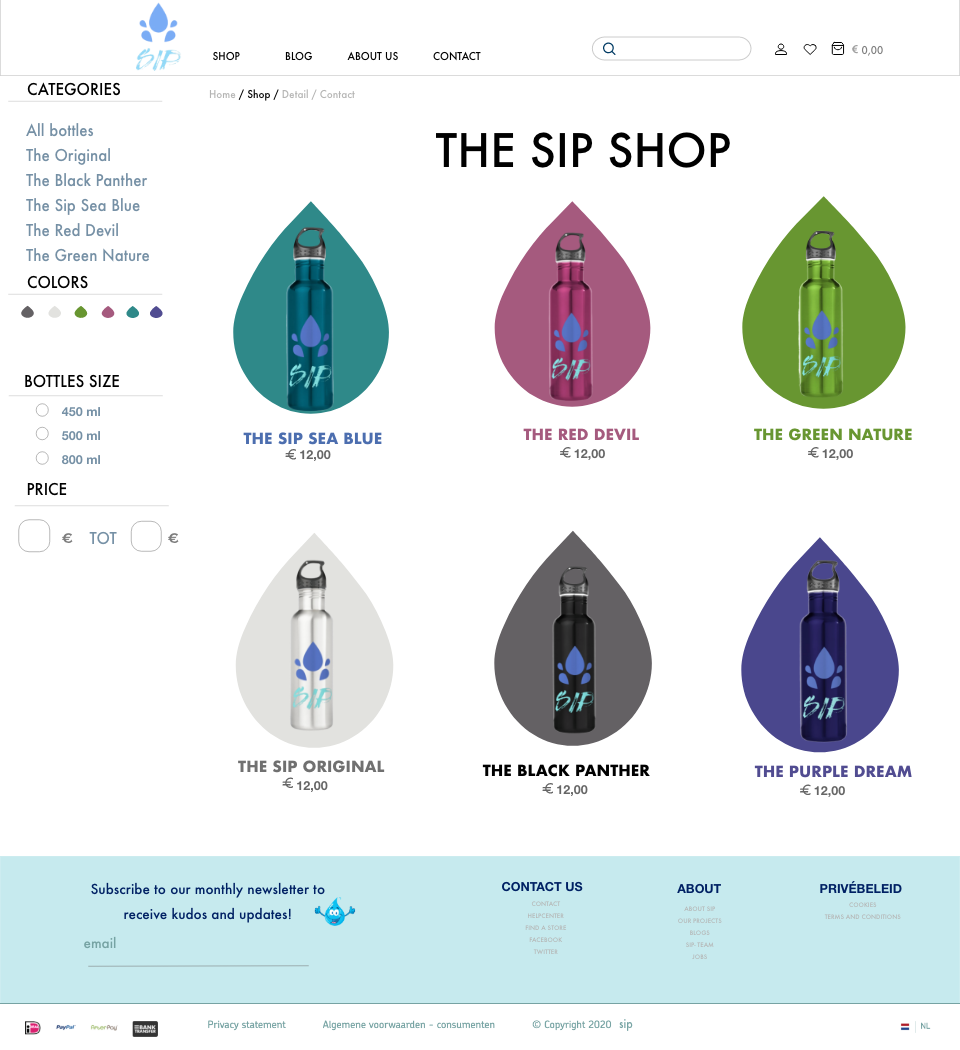 SIP
SHOP BLOG ABOUT US CONTACT € 0,00
CATEGORIES
All bottles
The Original
The Black Panther
The Sip Sea Blue
The Red Devil
The Green Nature
COLORS
BOTTLES SIZE
450 ml
500 ml
800 ml
PRICE
€ TOT €
Home / Shop / Detail / Contact
THE SIP SHOP
SIP
SIP
SIP
THE SIP SEA BLUE
€ 12,00
THE RED DEVIL
€ 12,00
THE GREEN NATURE
€ 12,00
SIP
SIP
SIP
THE SIP ORIGINAL
€ 12,00
THE BLACK PANTHER
€ 12,00
THE PURPLE DREAM
€ 12,00
Subscribe to our monthly newsletter to
receive kudos and updates!
email
CONTACT US
CONTACT
HELPCENTER
FIND A STORE
FACEBOOK
TWITTER
ABOUT
ABOUT SIP
OUR PROJECTS
BLOGS
SIP-TEAM
JOBS
PRIVÉBELEID
COOKIES
TERMS AND CONDITIONS
PayPal AfterPay BANK TRANSFER
Privacy statement Algemene voorwaarden - consumenten © Copyright 2020 sip NL